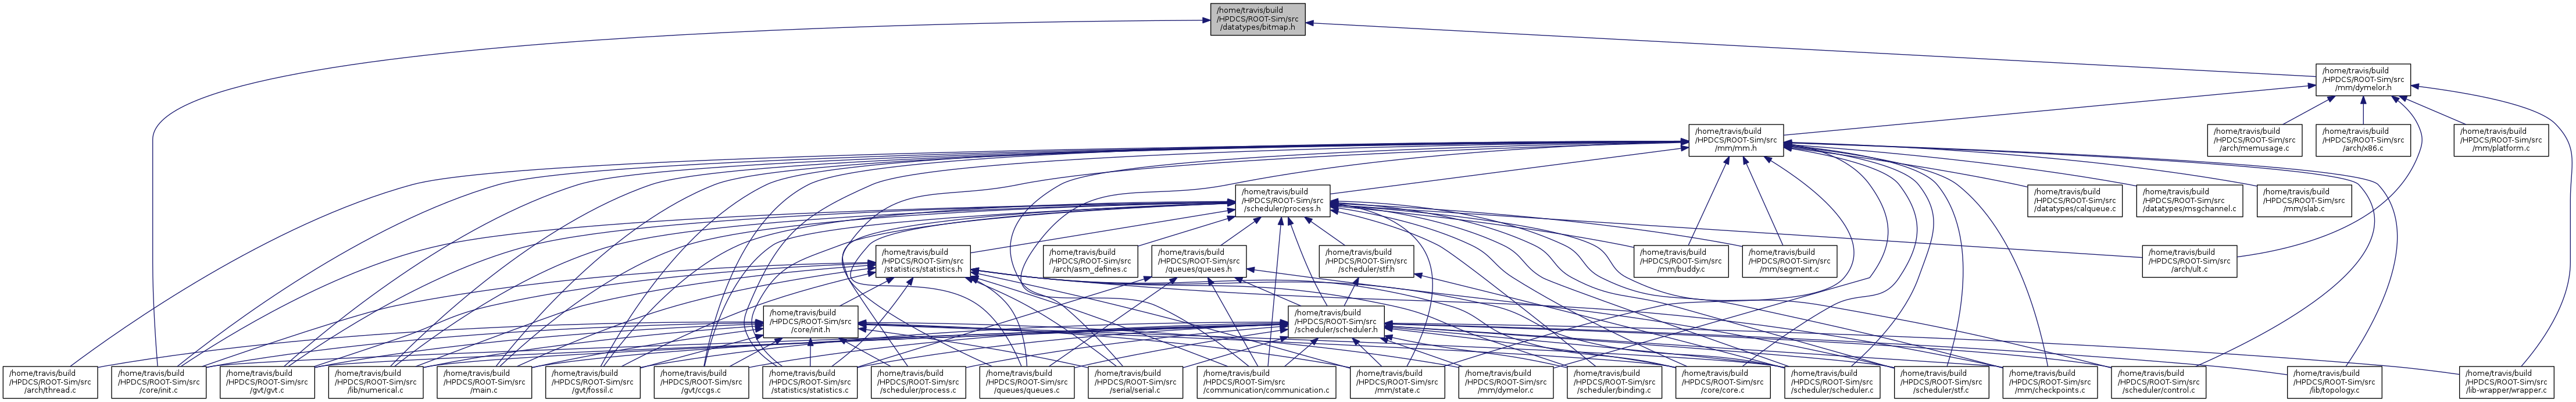 /home/travis/build
/HPDCS/ROOT-Sim/src
/datatypes/bitmap.h
/home/travis/build
/HPDCS/ROOT-Sim/src
/mm/dymelor.h
/home/travis/build
/HPDCS/ROOT-Sim/src
/mm/mm.h
/home/travis/build
/HPDCS/ROOT-Sim/src
/arch/memusage.c
/home/travis/build
/HPDCS/ROOT-Sim/src
/arch/x86.c
/home/travis/build
/HPDCS/ROOT-Sim/src
/mm/platform.c
/home/travis/build
/HPDCS/ROOT-Sim/src
/scheduler/process.h
/home/travis/build
/HPDCS/ROOT-Sim/src
/datatypes/calqueue.c
/home/travis/build
/HPDCS/ROOT-Sim/src
/datatypes/msgchannel.c
/home/travis/build
/HPDCS/ROOT-Sim/src
/mm/slab.c
/home/travis/build
/HPDCS/ROOT-Sim/src
/statistics/statistics.h
/home/travis/build
/HPDCS/ROOT-Sim/src
/arch/asm_defines.c
/home/travis/build
/HPDCS/ROOT-Sim/src
/queues/queues.h
/home/travis/build
/HPDCS/ROOT-Sim/src
/scheduler/stf.h
/home/travis/build
/HPDCS/ROOT-Sim/src
/mm/buddy.c
/home/travis/build
/HPDCS/ROOT-Sim/src
/mm/segment.c
/home/travis/build
/HPDCS/ROOT-Sim/src
/arch/ult.c
/home/travis/build
/HPDCS/ROOT-Sim/src
/core/init.h
/home/travis/build
/HPDCS/ROOT-Sim/src
/scheduler/scheduler.h
/home/travis/build
/HPDCS/ROOT-Sim/src
/arch/thread.c
/home/travis/build
/HPDCS/ROOT-Sim/src
/core/init.c
/home/travis/build
/HPDCS/ROOT-Sim/src
/gvt/gvt.c
/home/travis/build
/HPDCS/ROOT-Sim/src
/lib/numerical.c
/home/travis/build
/HPDCS/ROOT-Sim/src
/main.c
/home/travis/build
/HPDCS/ROOT-Sim/src
/gvt/fossil.c
/home/travis/build
/HPDCS/ROOT-Sim/src
/gvt/ccgs.c
/home/travis/build
/HPDCS/ROOT-Sim/src
/statistics/statistics.c
/home/travis/build
/HPDCS/ROOT-Sim/src
/scheduler/process.c
/home/travis/build
/HPDCS/ROOT-Sim/src
/queues/queues.c
/home/travis/build
/HPDCS/ROOT-Sim/src
/serial/serial.c
/home/travis/build
/HPDCS/ROOT-Sim/src
/communication/communication.c
/home/travis/build
/HPDCS/ROOT-Sim/src
/mm/state.c
/home/travis/build
/HPDCS/ROOT-Sim/src
/mm/dymelor.c
/home/travis/build
/HPDCS/ROOT-Sim/src
/scheduler/binding.c
/home/travis/build
/HPDCS/ROOT-Sim/src
/core/core.c
/home/travis/build
/HPDCS/ROOT-Sim/src
/scheduler/scheduler.c
/home/travis/build
/HPDCS/ROOT-Sim/src
/scheduler/stf.c
/home/travis/build
/HPDCS/ROOT-Sim/src
/mm/checkpoints.c
/home/travis/build
/HPDCS/ROOT-Sim/src
/scheduler/control.c
/home/travis/build
/HPDCS/ROOT-Sim/src
/lib/topology.c
/home/travis/build
/HPDCS/ROOT-Sim/src
/lib-wrapper/wrapper.c